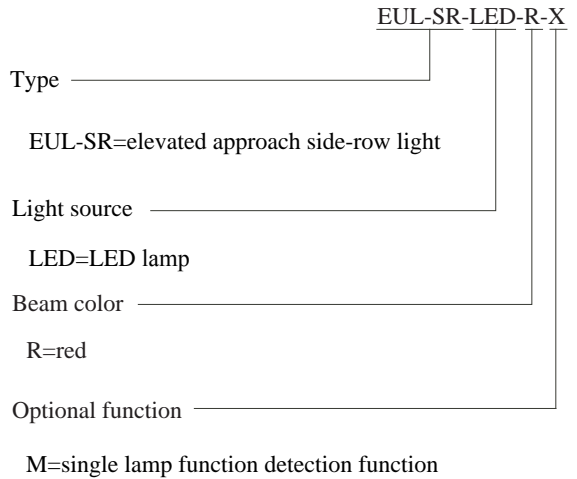 EUL-SR-LED-R-X
Type
EUL-SR=elevated approach side-row light
Light source
LED=LED lamp
Beam color
R=red
Optional function
M=single lamp function detection function